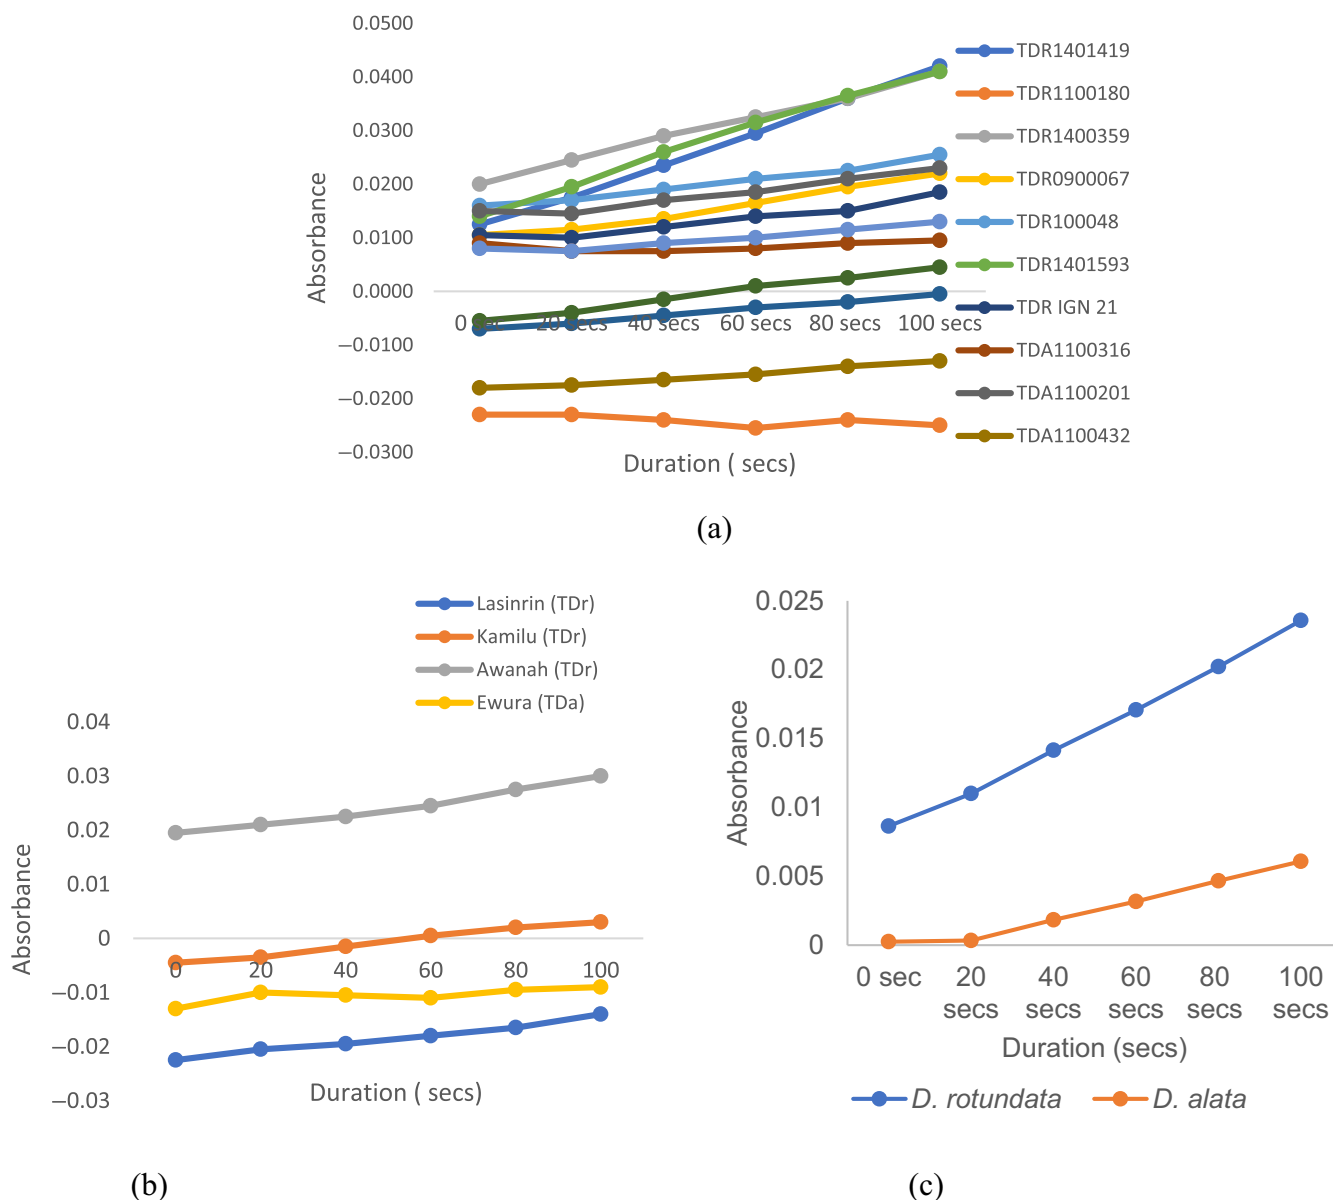 0.0500
0.0400
0.0300
0.0200
0.0100
0.0000
−0.0100
−0.0200
−0.0300
Absorbance
0 sec 20 secs 40 secs 60 secs 80 secs 100 secs
Duration ( secs)
TDR1401419
TDR1100180
TDR1400359
TDR0900067
TDR100048
TDR1401593
TDR IGN 21
TDA1100316
TDA1100201
TDA1100432
(a)
Lasinrin (TDr)
Kamilu (TDr)
Awanah (TDr)
Ewura (TDa)
0.04
0.03
0.02
0.01
0
−0.01
−0.02
−0.03
Absorbance
0 20 40 60 80 100
Duration ( secs)
(b)
0.025
0.02
0.015
0.01
0.005
0
Absorbance
0 sec 20 40 60 80 100
secs secs secs secs secs
Duration (secs)
D. rotundata D. alata
(c)